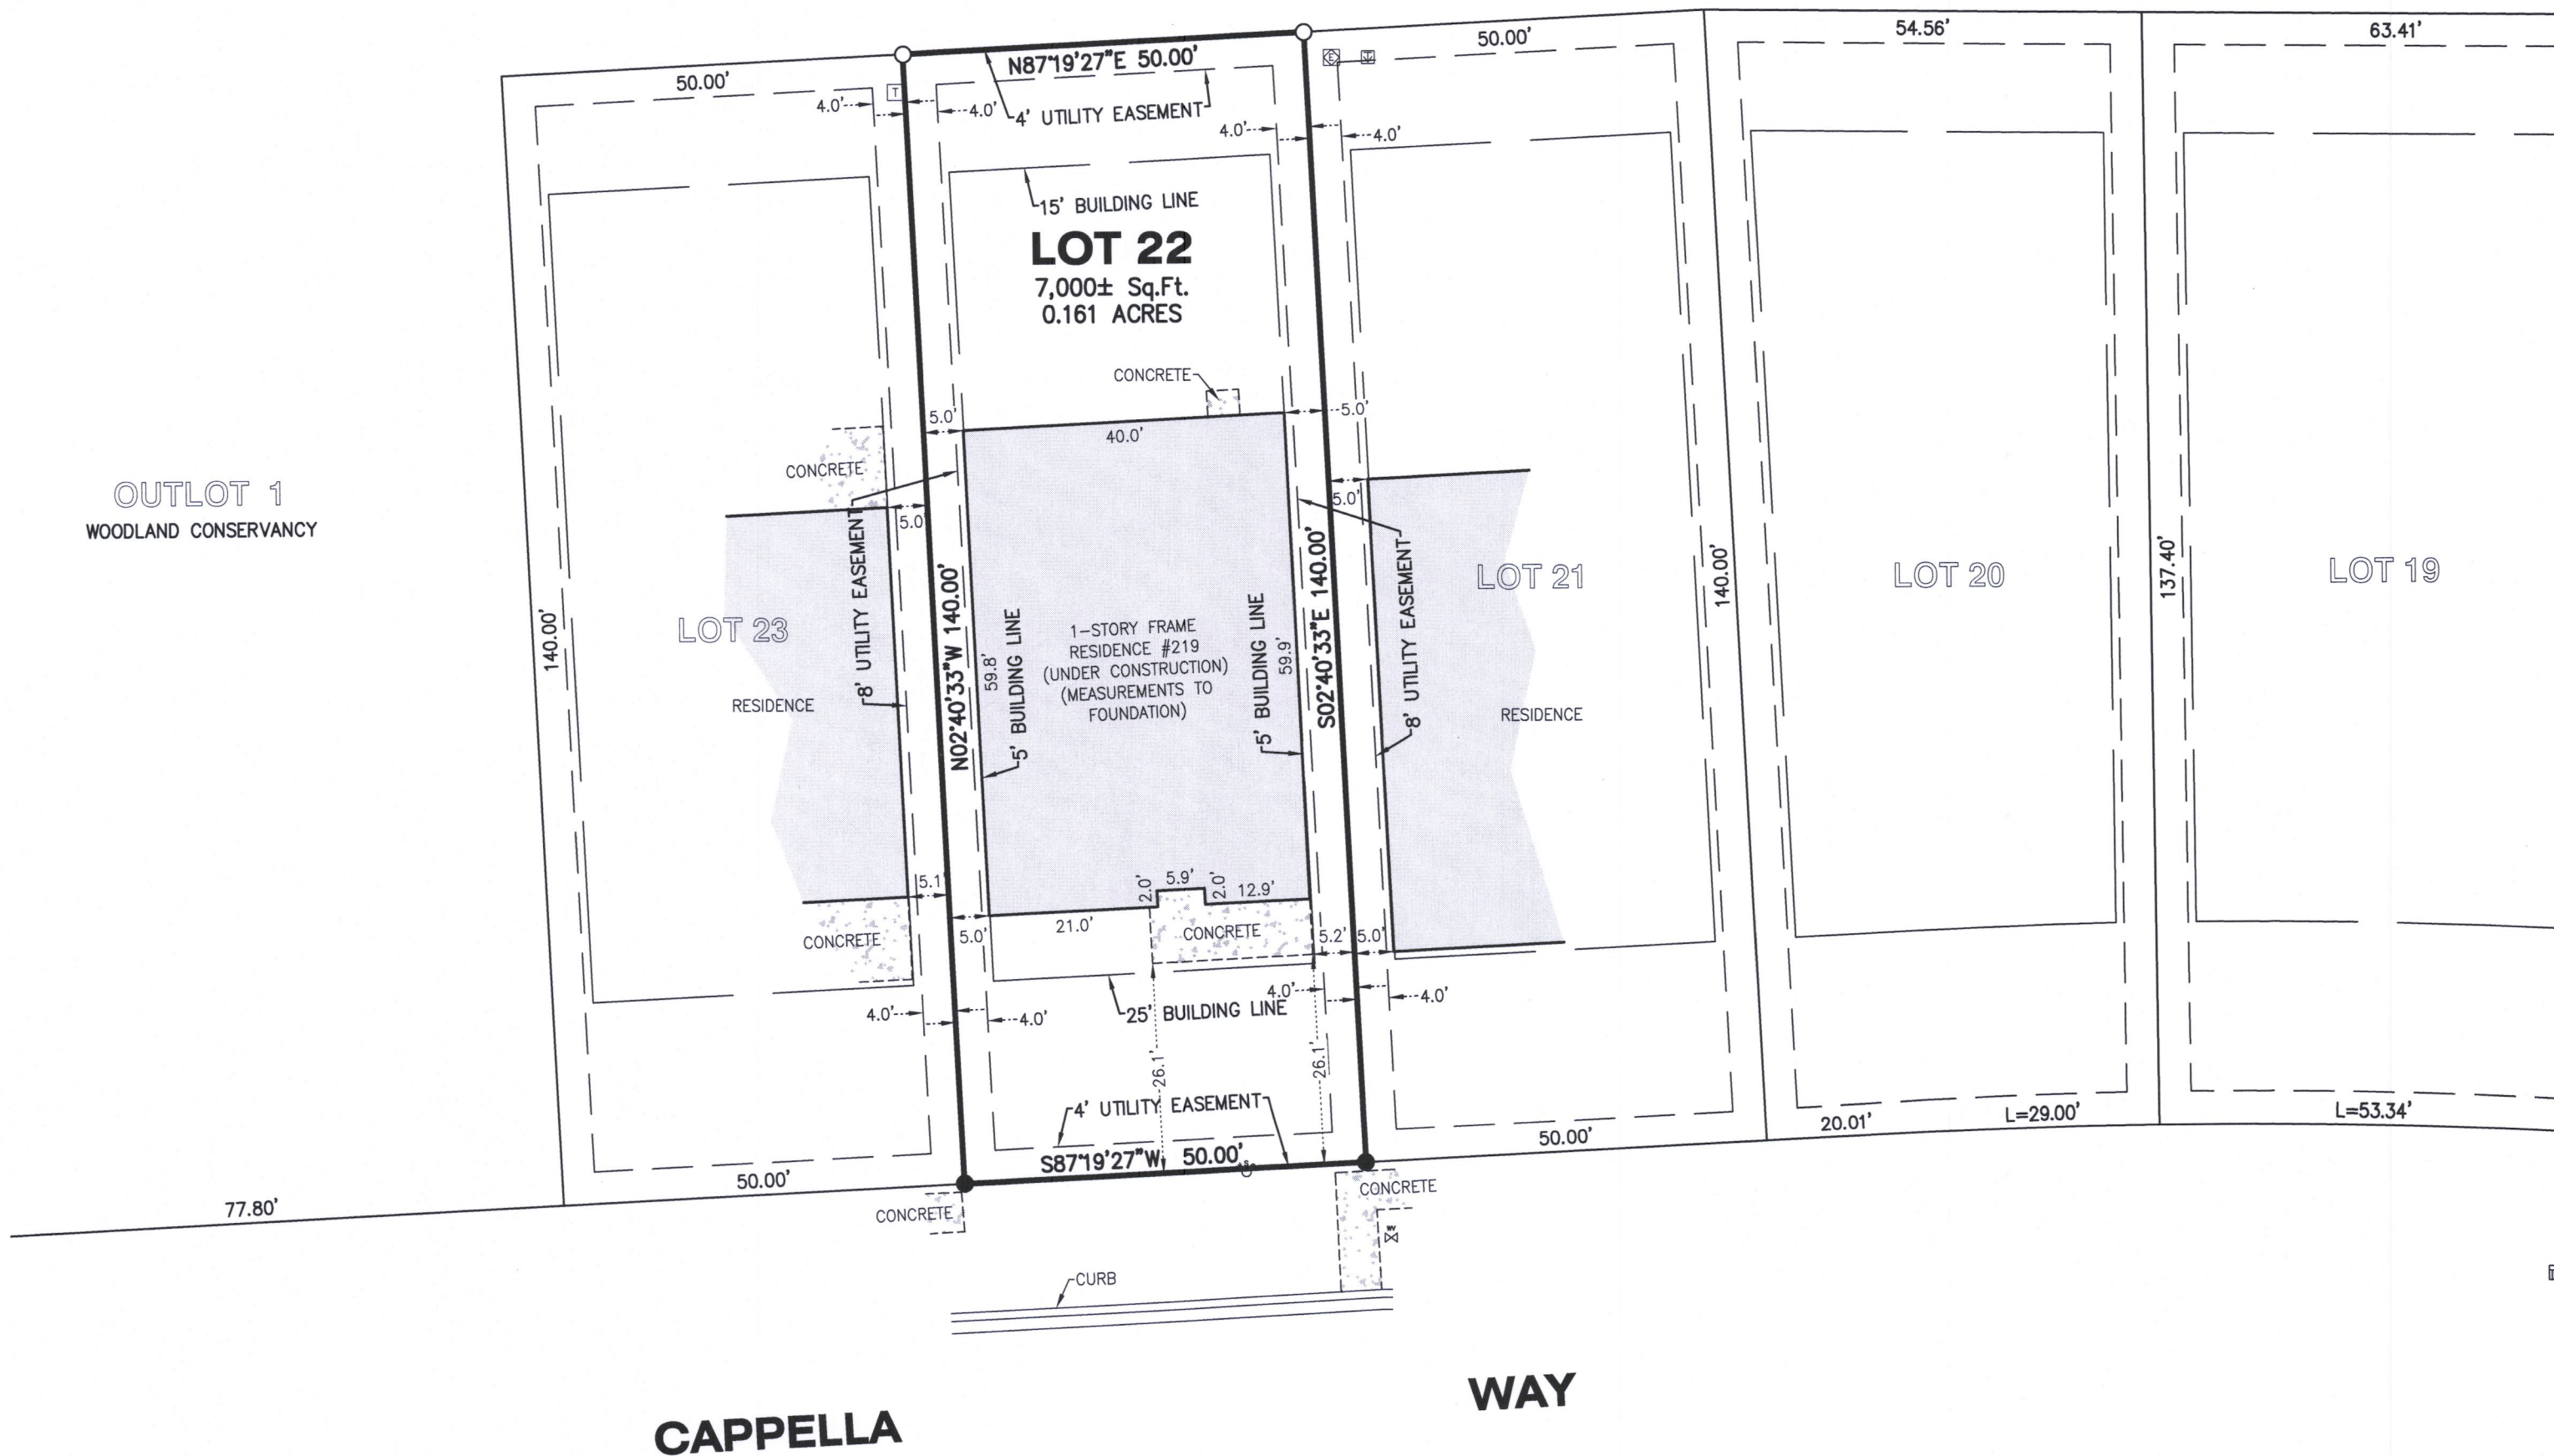 54.56'
63.41'
50.00'
N87°19'27"E 50.00'
50.00'
T
E
4.0'
4.0'
4' UTILITY EASEMENT
4.0'
4.0'
15' BUILDING LINE
LOT 22
7,000± Sq.Ft.
0.161 ACRES
CONCRETE
5.0'
5.0'
40.0'
CONCRETE
OUTLOT 1
WOODLAND CONSERVANCY
5.0'
5.0'
8' UTILITY EASEMENT
N02°40'33"W 140.00'
S02°40'33"E 140.00'
8' UTILITY EASEMENT
140.00'
LOT 23
RESIDENCE
59.8'
5' BUILDING LINE
1-STORY FRAME
RESIDENCE #219
(UNDER CONSTRUCTION)
(MEASUREMENTS TO
FOUNDATION)
5' BUILDING LINE
59.9'
LOT 21
RESIDENCE
140.00'
LOT 20
137.40'
LOT 19
5.1'
2.0'
5.9'
2.0'
12.9'
CONCRETE
5.0'
21.0'
CONCRETE
5.2'
5.0'
4.0'
4.0'
25' BUILDING LINE
4.0'
4.0'
26.1'
26.1'
4' UTILITY EASEMENT
S87°19'27"W 50.00'
50.00'
20.01'
L=29.00'
L=53.34'
77.80'
50.00'
CONCRETE
CONCRETE
WV
CURB
CAPPELLA
WAY